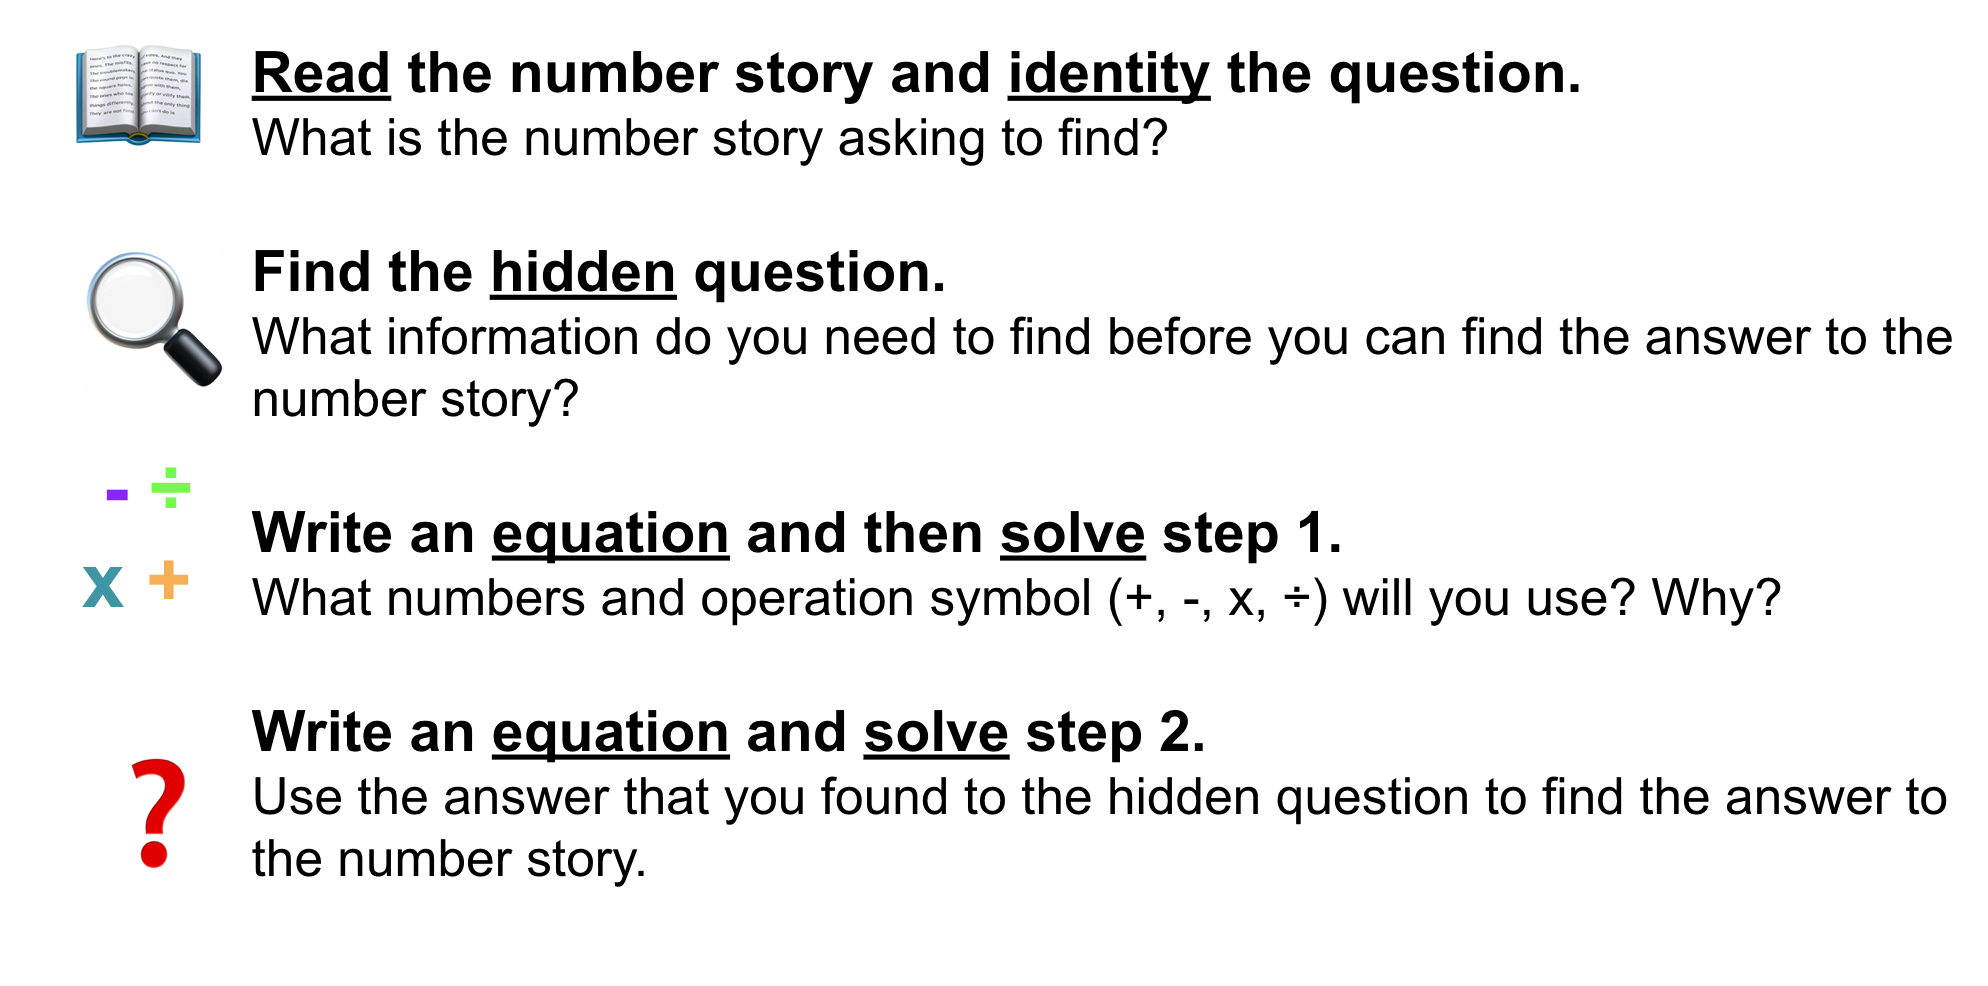 Read the number story and identity the question.
What is the number story asking to find?
Find the hidden question.
What information do you need to find before you can find the answer to the
number story?
- ÷
Write an equation and then solve step 1.
x +
What numbers and operation symbol (+, -, x, ÷) will you use? Why?
Write an equation and solve step 2.
?
Use the answer that you found to the hidden question to find the answer to
the number story.